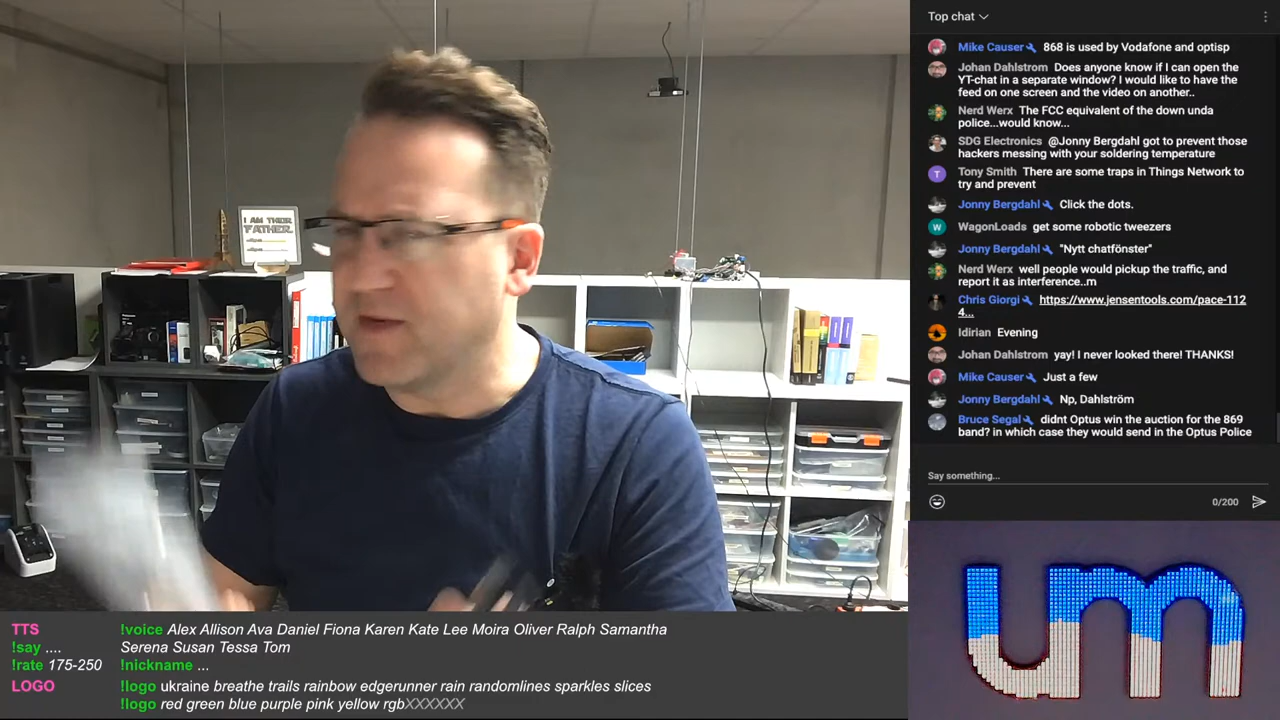 Top chat
Mike Causer 868 is used by Vodafone and optisp
Johan Dahlstrom Does anyone know if I can open the
YT-chat in a separate window? I would like to have the
feed on one screen and the video on another..
Nerd Werx The FCC equivalent of the down unda
police...would know...
SDG Electronics @Jonny Bergdahl got to prevent those
hackers messing with your soldering temperature
T Tony Smith There are some traps in Things Network to
try and prevent
Jonny Bergdahl Click the dots.
W WagonLoads get some robotic tweezers
Jonny Bergdahl "Nytt chatfönster"
Nerd Werx well people would pickup the traffic, and
report it as interference..m
Chris Giorgi https://www.jensentools.com/pace-112
4...
Idirian Evening
Johan Dahlstrom yay! I never looked there! THANKS!
Mike Causer Just a few
Jonny Bergdahl Np, Dahlström
Bruce Segal didnt Optus win the auction for the 869
band? in which case they would send in the Optus Police
Say something...
0/200
I AM THEIR
FATHER.
um
TTS !voice Alex Allison Ava Daniel Fiona Karen Kate Lee Moira Oliver Ralph Samantha
!say .... Serena Susan Tessa Tom
!rate 175-250 !nickname ...
LOGO !logo ukraine breathe trails rainbow edgerunner rain randomlines sparkles slices
!logo red green blue purple pink yellow rgbXXXXXX